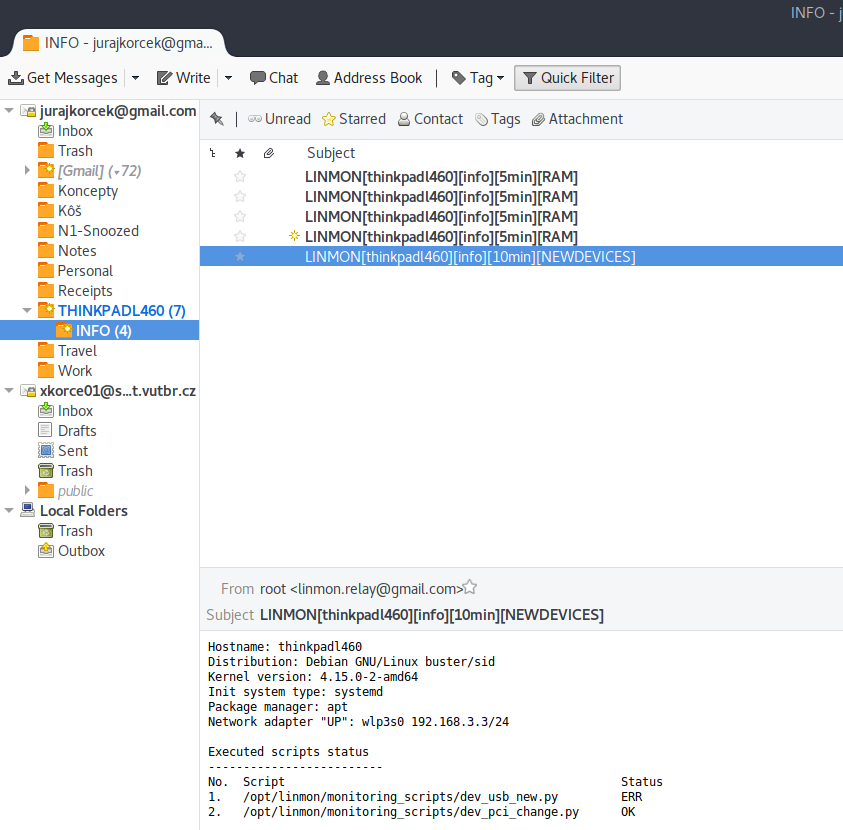 INFO - j
INFO - jurajkorcek@gma...
Get Messages Write Chat Address Book Tag Quick Filter
Unread Starred Contact Tags Attachment
Subject
jurajkorcek@gmail.com
Inbox
Trash
[Gmail] (72)
Koncepty
Kôš
N1-Snoozed
Notes
Personal
Receipts
THINKPADL460 (7)
INFO (4)
Travel
Work
xkorce01@s...t.vutbr.cz
Inbox
Drafts
Sent
Trash
public
Local Folders
Trash
Outbox
LINMON[thinkpadl460][info][5min][RAM]
LINMON[thinkpadl460][info][5min][RAM]
LINMON[thinkpadl460][info][5min][RAM]
LINMON[thinkpadl460][info][5min][RAM]
LINMON[thinkpadl460][info][10min][NEWDEVICES]
From root <linmon.relay@gmail.com>
Subject LINMON[thinkpadl460][info][10min][NEWDEVICES]
Hostname: thinkpadl460
Distribution: Debian GNU/Linux buster/sid
Kernel version: 4.15.0-2-amd64
Init system type: systemd
Package manager: apt
Network adapter "UP": wlp3s0 192.168.3.3/24
Executed scripts status
-------------------------
No. Script Status
1. /opt/linmon/monitoring_scripts/dev_usb_new.py ERR
2. /opt/linmon/monitoring_scripts/dev_pci_change.py OK